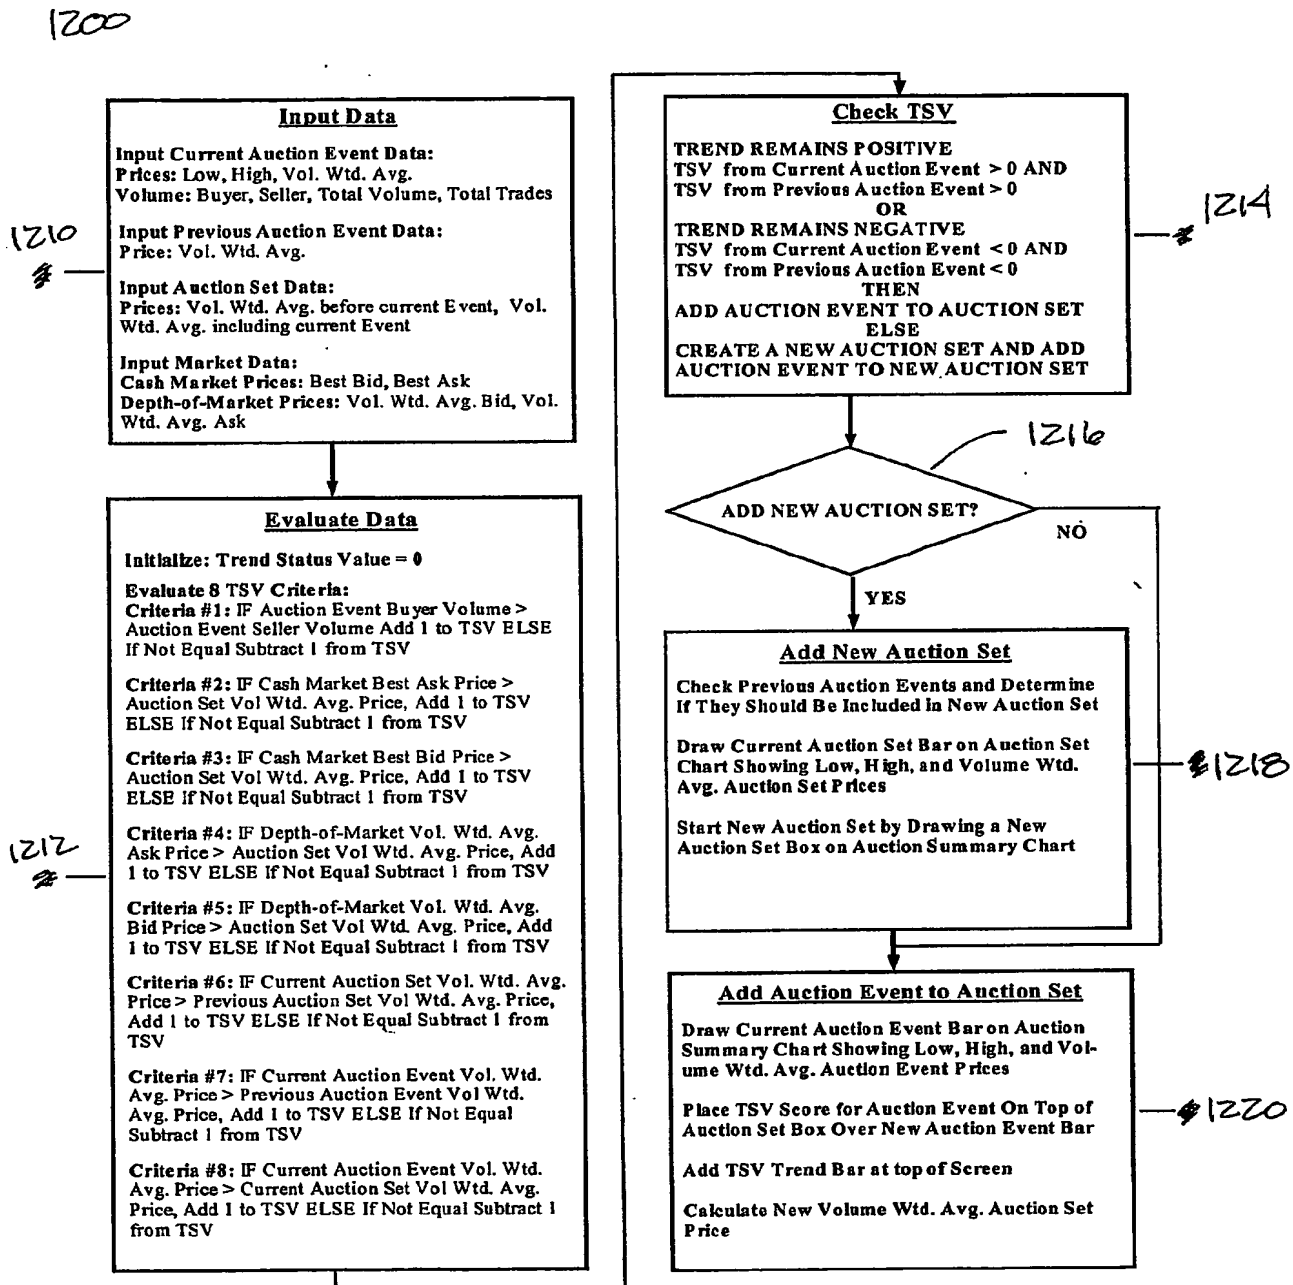 1200
Input Data
Input Current Auction Event Data:
Prices: Low, High, Vol. Wtd. Avg.
Volume: Buyer, Seller, Total Volume, Total Trades
Input Previous Auction Event Data:
Price: Vol. Wtd. Avg.
Input Auction Set Data:
Prices: Vol. Wtd. Avg. before current Event, Vol.
Wtd. Avg. including current Event
Input Market Data:
Cash Market Prices: Best Bid, Best Ask
Depth-of-Market Prices: Vol. Wtd. Avg. Bid, Vol.
Wtd. Avg. Ask
1210
Evaluate Data
Initialize: Trend Status Value = 0
Evaluate 8 TSV Criteria:
Criteria #1: IF Auction Event Buyer Volume >
Auction Event Seller Volume Add 1 to TSV ELSE
If Not Equal Subtract 1 from TSV
Criteria #2: IF Cash Market Best Ask Price >
Auction Set Vol Wtd. Avg. Price, Add 1 to TSV
ELSE If Not Equal Subtract 1 from TSV
Criteria #3: IF Cash Market Best Bid Price >
Auction Set Vol Wtd. Avg. Price, Add 1 to TSV
ELSE If Not Equal Subtract 1 from TSV
Criteria #4: IF Depth-of-Market Vol. Wtd. Avg.
Ask Price > Auction Set Vol Wtd. Avg. Price, Add
1 to TSV ELSE If Not Equal Subtract 1 from TSV
Criteria #5: IF Depth-of-Market Vol. Wtd. Avg.
Bid Price > Auction Set Vol Wtd. Avg. Price, Add
1 to TSV ELSE If Not Equal Subtract 1 from TSV
Criteria #6: IF Current Auction Set Vol. Wtd. Avg.
Price > Previous Auction Set Vol Wtd. Avg. Price,
Add 1 to TSV ELSE If Not Equal Subtract 1 from
TSV
Criteria #7: IF Current Auction Event Vol. Wtd.
Avg. Price > Previous Auction Event Vol Wtd.
Avg. Price, Add 1 to TSV ELSE If Not Equal
Subtract 1 from TSV
Criteria #8: IF Current Auction Event Vol. Wtd.
Avg. Price > Current Auction Set Vol Wtd. Avg.
Price, Add 1 to TSV ELSE If Not Equal Subtract 1
from TSV
1212
Check TSV
TREND REMAINS POSITIVE
TSV from Current Auction Event > 0 AND
TSV from Previous Auction Event > 0
OR
TREND REMAINS NEGATIVE
TSV from Current Auction Event < 0 AND
TSV from Previous Auction Event < 0
THEN
ADD AUCTION EVENT TO AUCTION SET
ELSE
CREATE A NEW AUCTION SET AND ADD
AUCTION EVENT TO NEW AUCTION SET
1214
ADD NEW AUCTION SET?
1216
NO
YES
Add New Auction Set
Check Previous Auction Events and Determine
If They Should Be Included in New Auction Set
Draw Current Auction Set Bar on Auction Set
Chart Showing Low, High, and Volume Wtd.
Avg. Auction Set Prices
Start New Auction Set by Drawing a New
Auction Set Box on Auction Summary Chart
1218
Add Auction Event to Auction Set
Draw Current Auction Event Bar on Auction
Summary Chart Showing Low, High, and Vol-
ume Wtd. Avg. Auction Event Prices
Place TSV Score for Auction Event On Top of
Auction Set Box Over New Auction Event Bar
Add TSV Trend Bar at top of Screen
Calculate New Volume Wtd. Avg. Auction Set
Price
1220